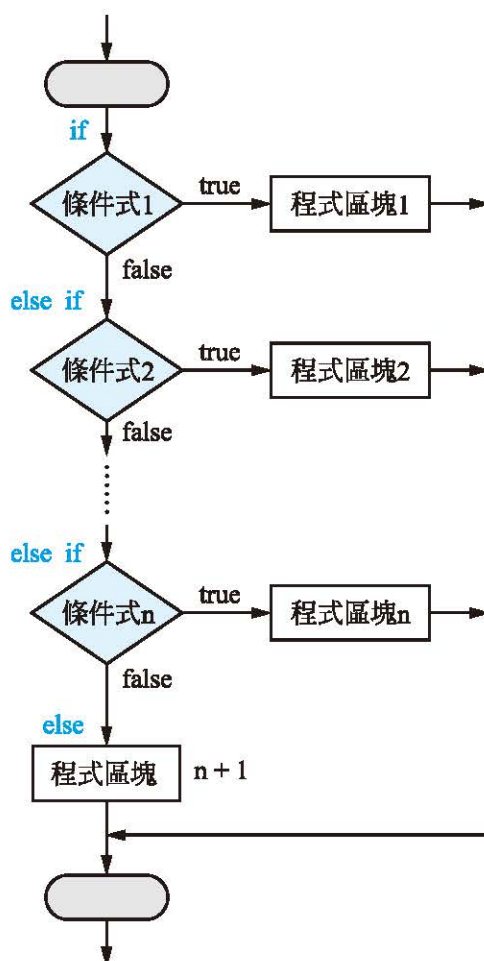 if
條件式1
true
程式區塊1
false
else if
條件式2
true
程式區塊2
false
else if
條件式n
true
程式區塊n
false
else
程式區塊 n + 1